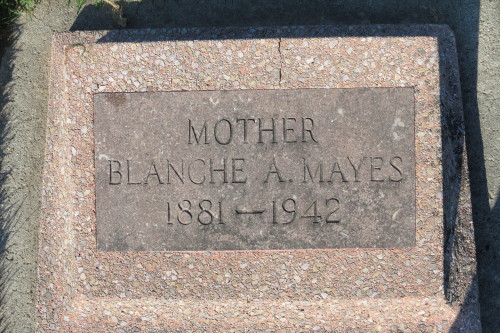 MOTHER
BLANCHE A. MAYES
1881 — 1942